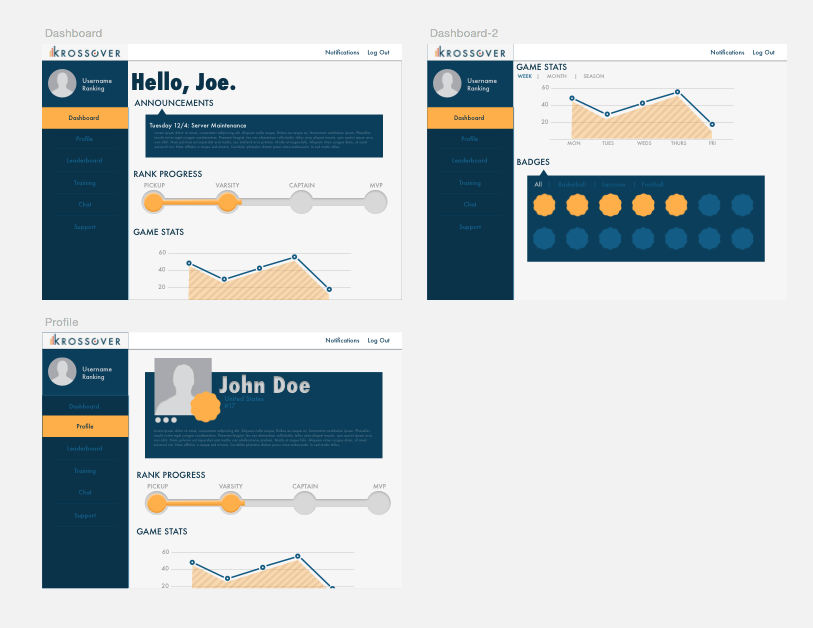 Dashboard
KROSSOVER
Notifications Log Out
Username
Ranking
Dashboard
Profile
Leaderboard
Training
Chat
Support
Hello, Joe.
ANNOUNCEMENTS
Tuesday 12/4: Server Maintenance
RANK PROGRESS
PICKUP VARSITY CAPTAIN MVP
GAME STATS
60
40
20
Dashboard-2
KROSSOVER
Notifications Log Out
Username
Ranking
Dashboard
Profile
Leaderboard
Training
Chat
Support
GAME STATS
WEEK | MONTH | SEASON
60
40
20
MON TUES WEDS THURS FRI
BADGES
All | Basketball | Lacrosse | Football
Profile
KROSSOVER
Notifications Log Out
Username
Ranking
Dashboard
Profile
Leaderboard
Training
Chat
Support
John Doe
United States
#17
RANK PROGRESS
PICKUP VARSITY CAPTAIN MVP
GAME STATS
60
40
20